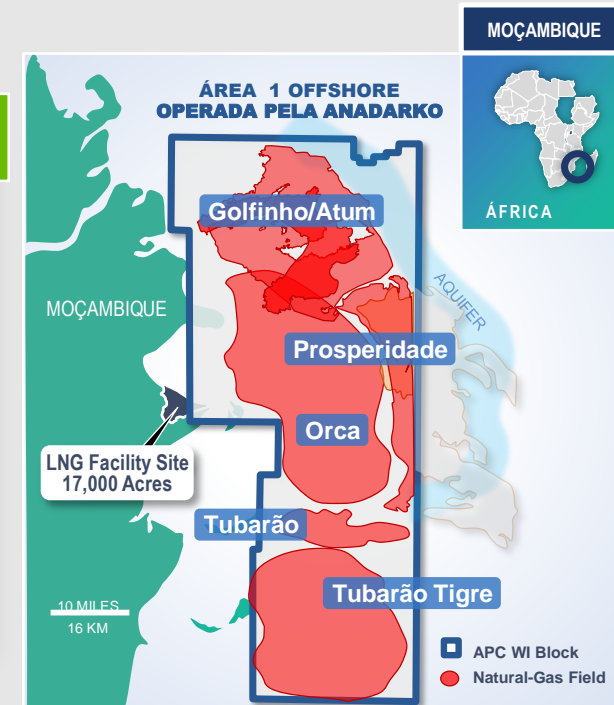 MOÇAMBIQUE
ÁFRICA
ÁREA 1 OFFSHORE
OPERADA PELA ANADARKO
Golfinho/Atum
AQUIFER
MOÇAMBIQUE
Prosperidade
Orca
LNG Facility Site
17,000 Acres
Tubarão
Tubarão Tigre
10 MILES
16 KM
APC WI Block
Natural-Gas Field